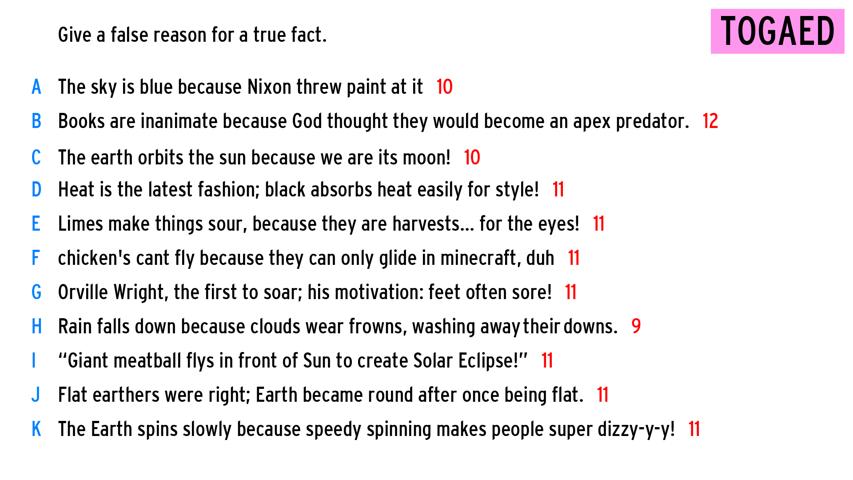 Give a false reason for a true fact.
TOGAED
A The sky is blue because Nixon threw paint at it 10
B Books are inanimate because God thought they would become an apex predator. 12
C The earth orbits the sun because we are its moon! 10
D Heat is the latest fashion; black absorbs heat easily for style! 11
E Limes make things sour, because they are harvests... for the eyes! 11
F chicken's cant fly because they can only glide in minecraft, duh 11
G Orville Wright, the first to soar; his motivation: feet often sore! 11
H Rain falls down because clouds wear frowns, washing away their downs. 9
I “Giant meatball flys in front of Sun to create Solar Eclipse!” 11
J Flat earthers were right; Earth became round after once being flat. 11
K The Earth spins slowly because speedy spinning makes people super dizzy-y-y! 11